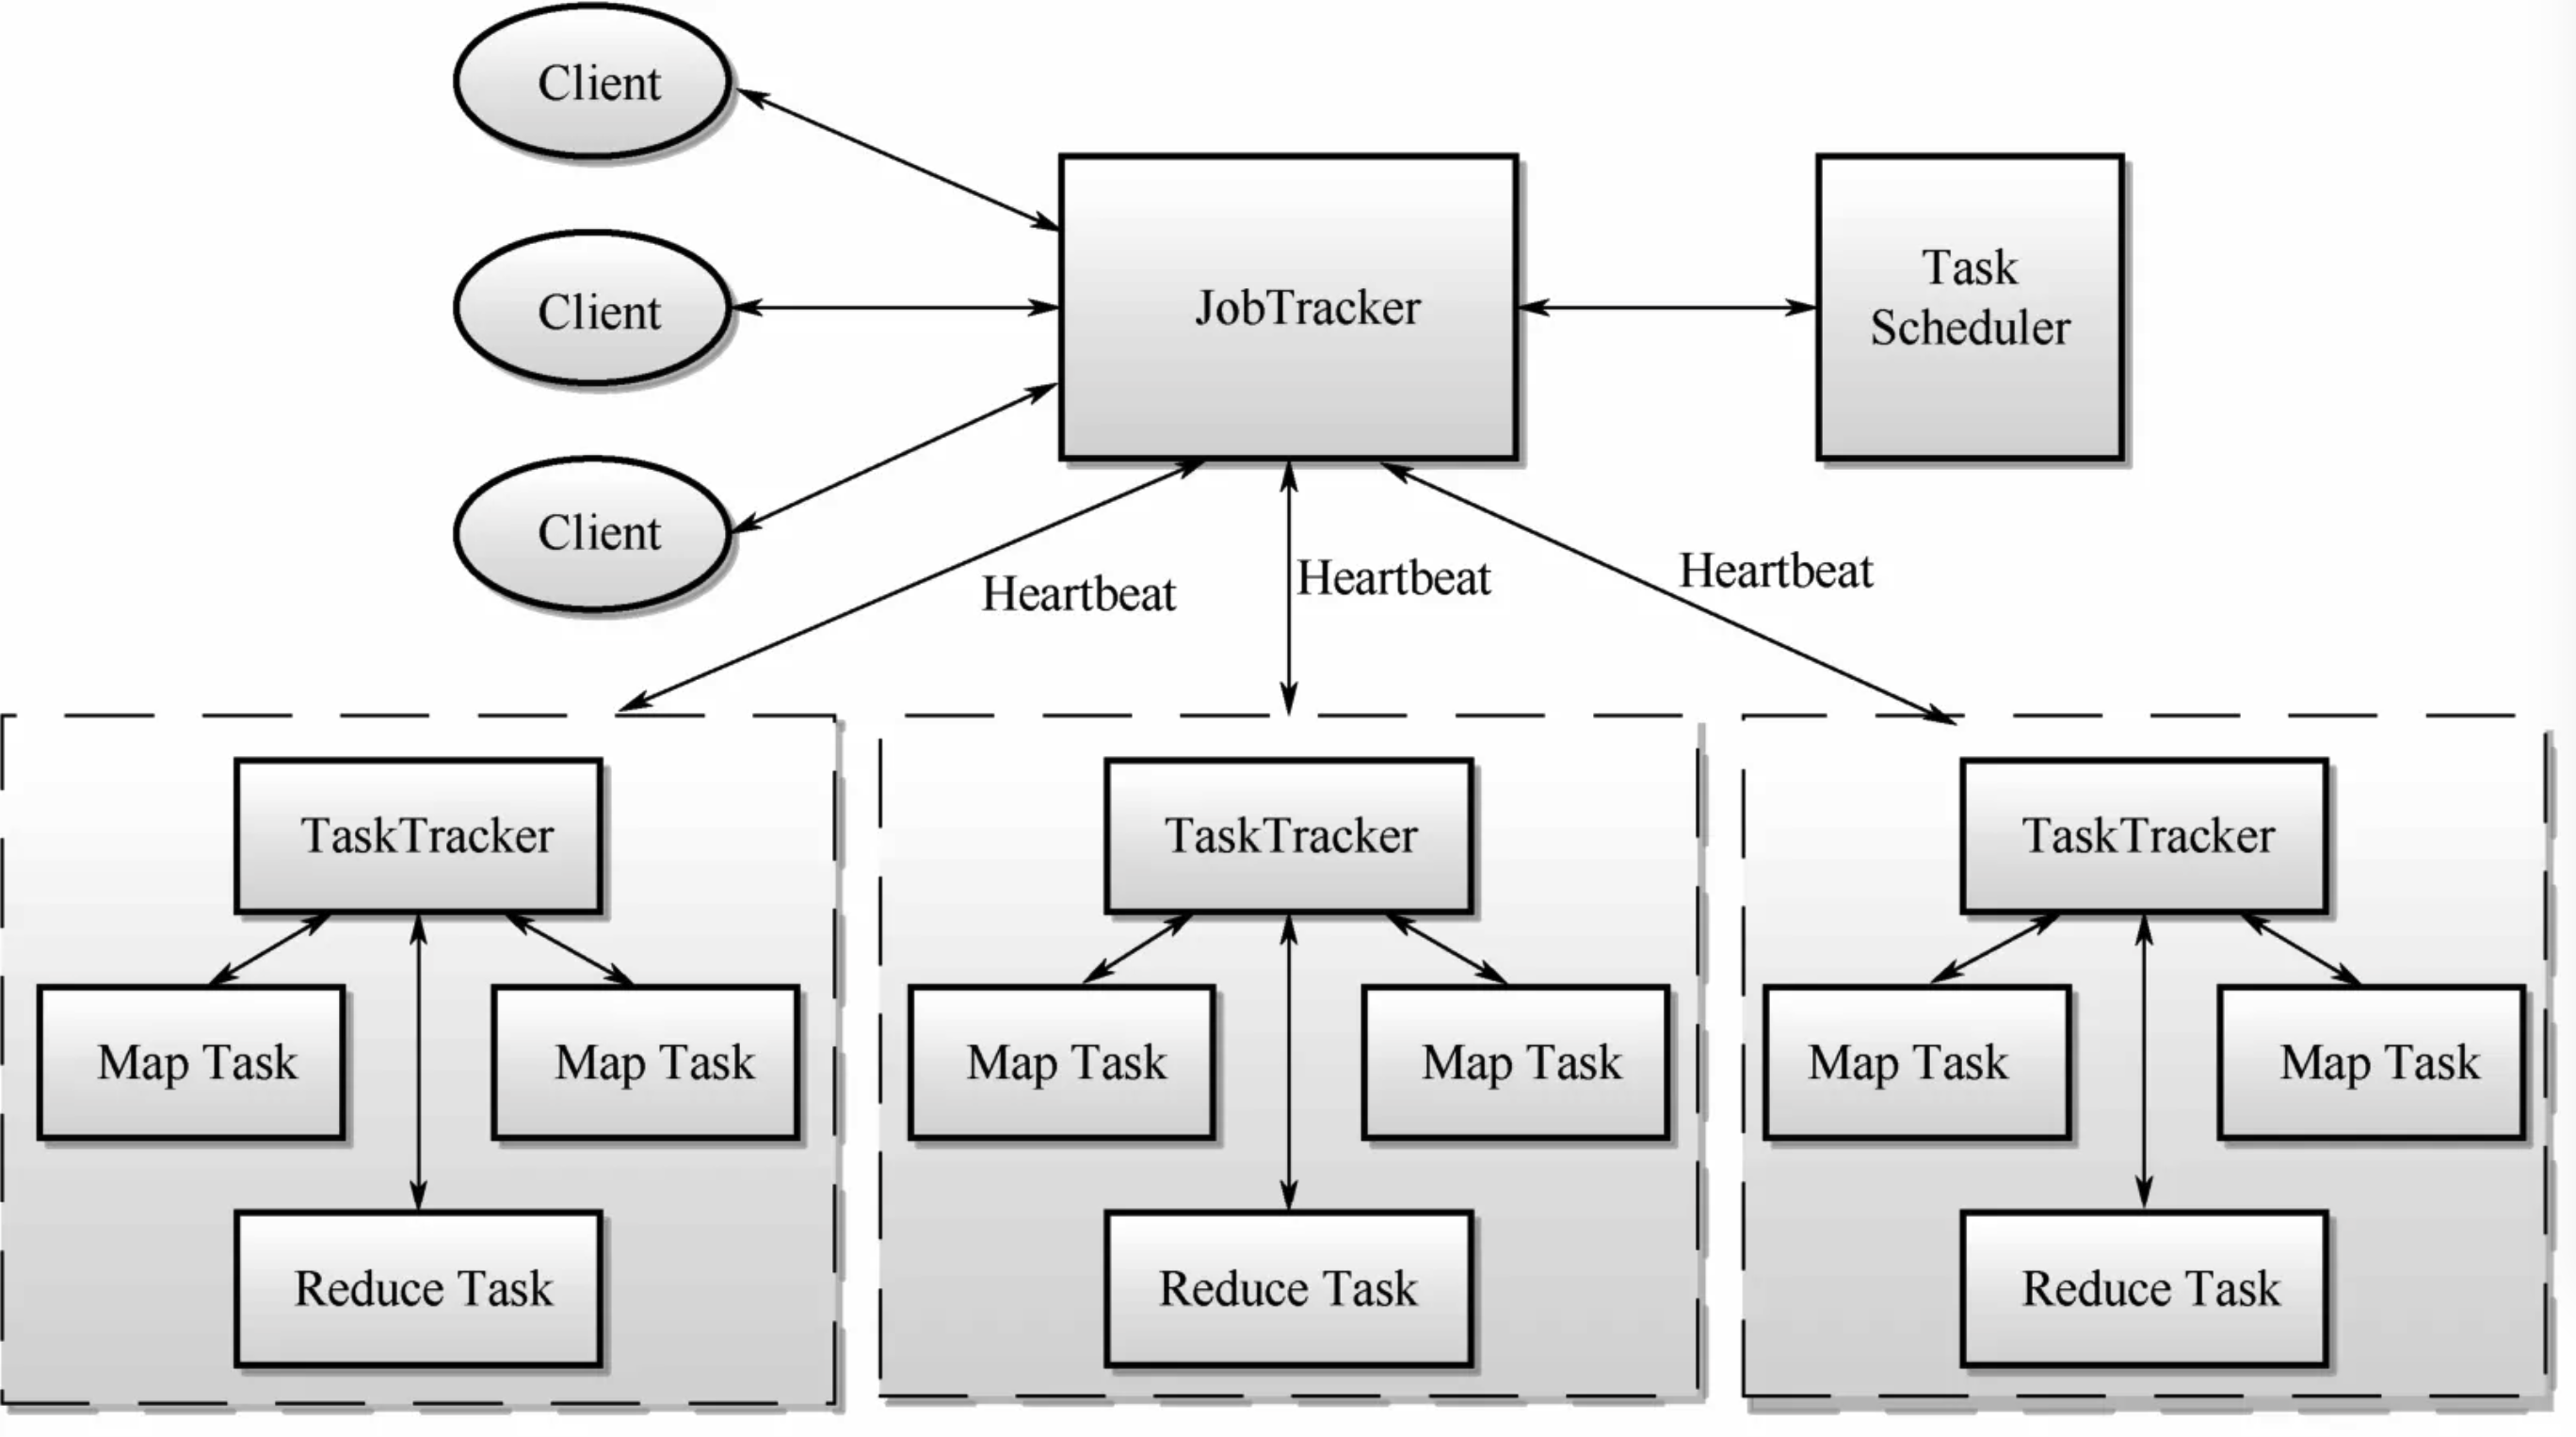 Client
Client
JobTracker
Task
Scheduler
Client
Heartbeat
Heartbeat
Heartbeat
TaskTracker
TaskTracker
TaskTracker
Map Task
Map Task
Map Task
Map Task
Map Task
Map Task
Reduce Task
Reduce Task
Reduce Task